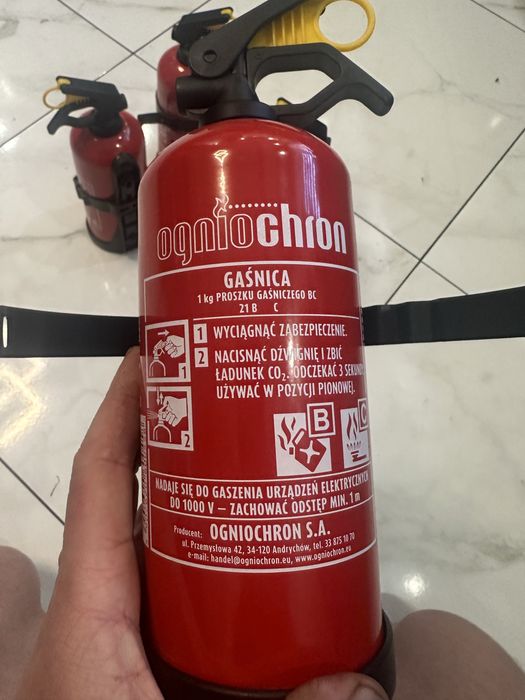 ogniochron
GAŚNICA
1 kg PROSZKU GAŚNICZEGO BC
21 B C
1 WYCIĄGNĄĆ ZABEZPIECZENIE.
2 NACISNĄĆ DŹWIGNIĘ I ZBIĆ
ŁADUNEK CO₂. ODCZEKAĆ 3 SEKUNDY
UŻYWAĆ W POZYCJI PIONOWEJ.
1
2
B
C
NADAJE SIĘ DO GASZENIA URZĄDZEŃ ELEKTRYCZNYCH
DO 1000 V – ZACHOWAĆ ODSTĘP MIN. 1 m
Producent: OGNIOCHRON S.A.
ul. Przemysłowa 42, 34-120 Andrychów, tel. 33 875 10 70
e-mail: handel@ogniochron.eu, www.ogniochron.eu